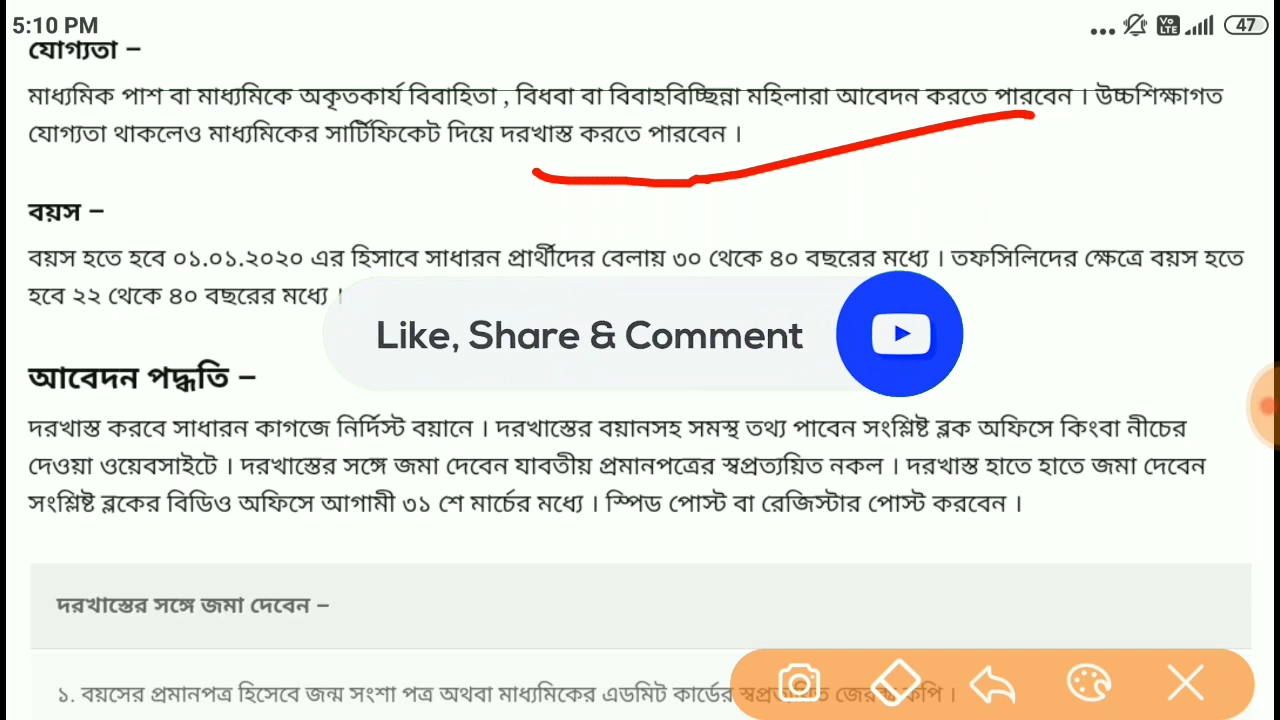 5:10 PM
47
যোগ্যতা –
মাধ্যমিক পাশ বা মাধ্যমিকে অকৃতকার্য বিবাহিতা , বিধবা বা বিবাহবিচ্ছিন্না মহিলারা আবেদন করতে পারবেন । উচ্চশিক্ষাগত
যোগ্যতা থাকলেও মাধ্যমিকের সার্টিফিকেট দিয়ে দরখাস্ত করতে পারবেন ।
বয়স –
বয়স হতে হবে ০১.০১.২০২০ এর হিসাবে সাধারন প্রার্থীদের বেলায় ৩০ থেকে ৪০ বছরের মধ্যে । তফসিলিদের ক্ষেত্রে বয়স হতে
হবে ২২ থেকে ৪০ বছরের মধ্যে ।
Like, Share & Comment
আবেদন পদ্ধতি –
দরখাস্ত করবে সাধারন কাগজে নির্দিস্ট বয়ানে । দরখাস্তের বয়ানসহ সমস্থ তথ্য পাবেন সংশ্লিষ্ট ব্লক অফিসে কিংবা নীচের
দেওয়া ওয়েবসাইটে । দরখাস্তের সঙ্গে জমা দেবেন যাবতীয় প্রমানপত্রের স্বপ্রত্যয়িত নকল । দরখাস্ত হাতে হাতে জমা দেবেন
সংশ্লিষ্ট ব্লকের বিডিও অফিসে আগামী ৩১ শে মার্চের মধ্যে । স্পিড পোস্ট বা রেজিস্টার পোস্ট করবেন ।
দরখাস্তের সঙ্গে জমা দেবেন –
১. বয়সের প্রমানপত্র হিসেবে জন্ম সংশা পত্র অথবা মাধ্যমিকের এডমিট কার্ডের কপি ।